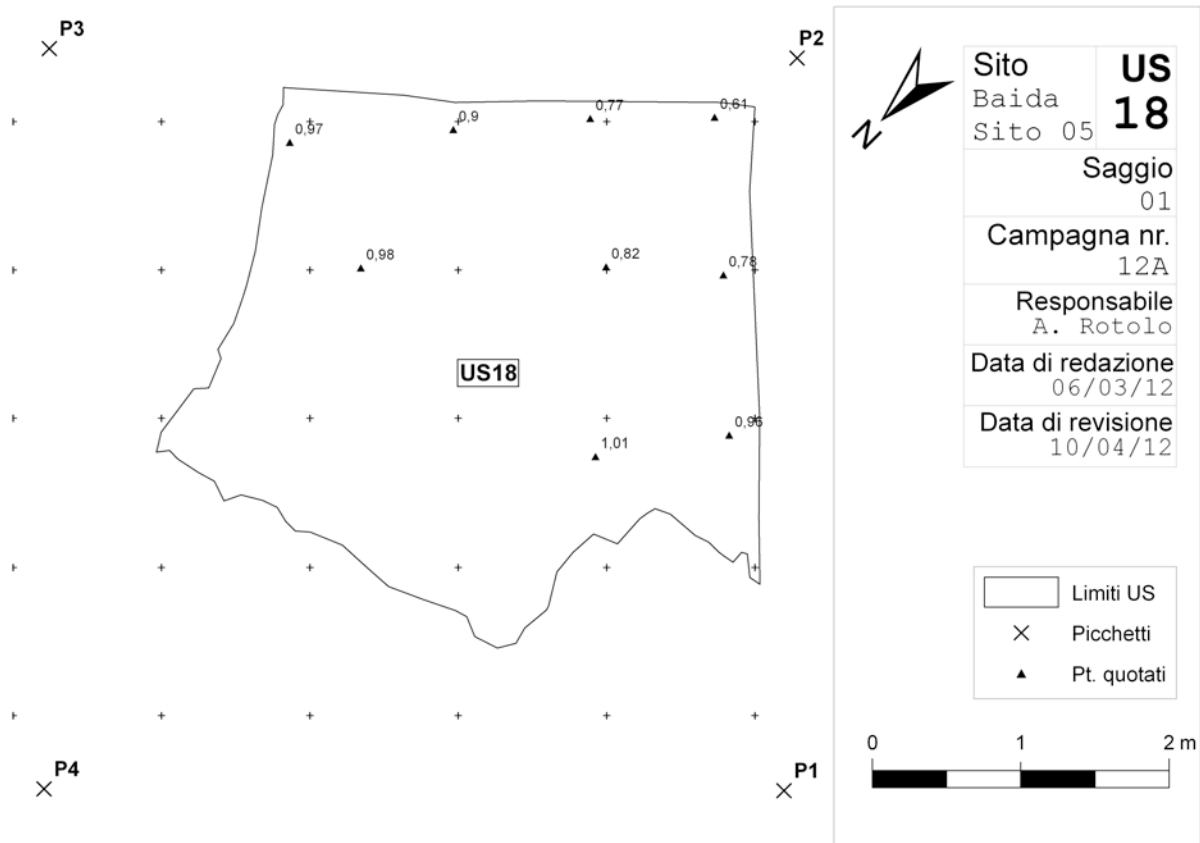 P3
P2
0,97
0,9
0,77
0,61
0,98
0,82
0,78
US18
1,01
0,96
P4
P1
N
Sito
Baida
Sito 05
US
18
Saggio
01
Campagna nr.
12A
Responsabile
A. Rotolo
Data di redazione
06/03/12
Data di revisione
10/04/12
Limiti US
Picchetti
Pt. quotati
0 1 2 m